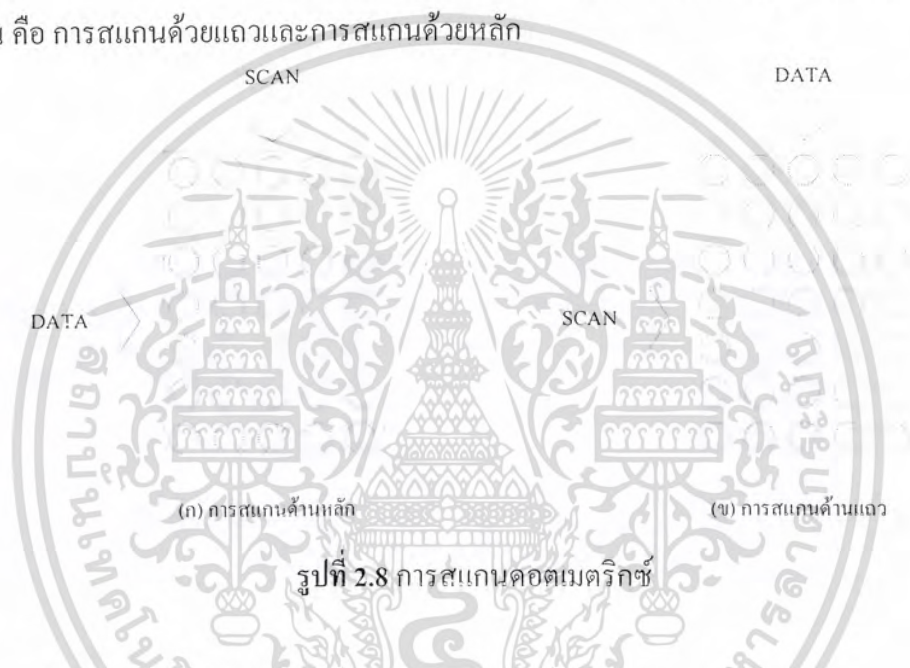 คือ การสแกนด้วยแถวและการสแกนด้วยหลัก
SCAN DATA
DATA SCAN
(ก) การสแกนด้านหลัก (ข) การสแกนด้านแถว
รูปที่ 2.8 การสแกนดอตเมตริกซ์